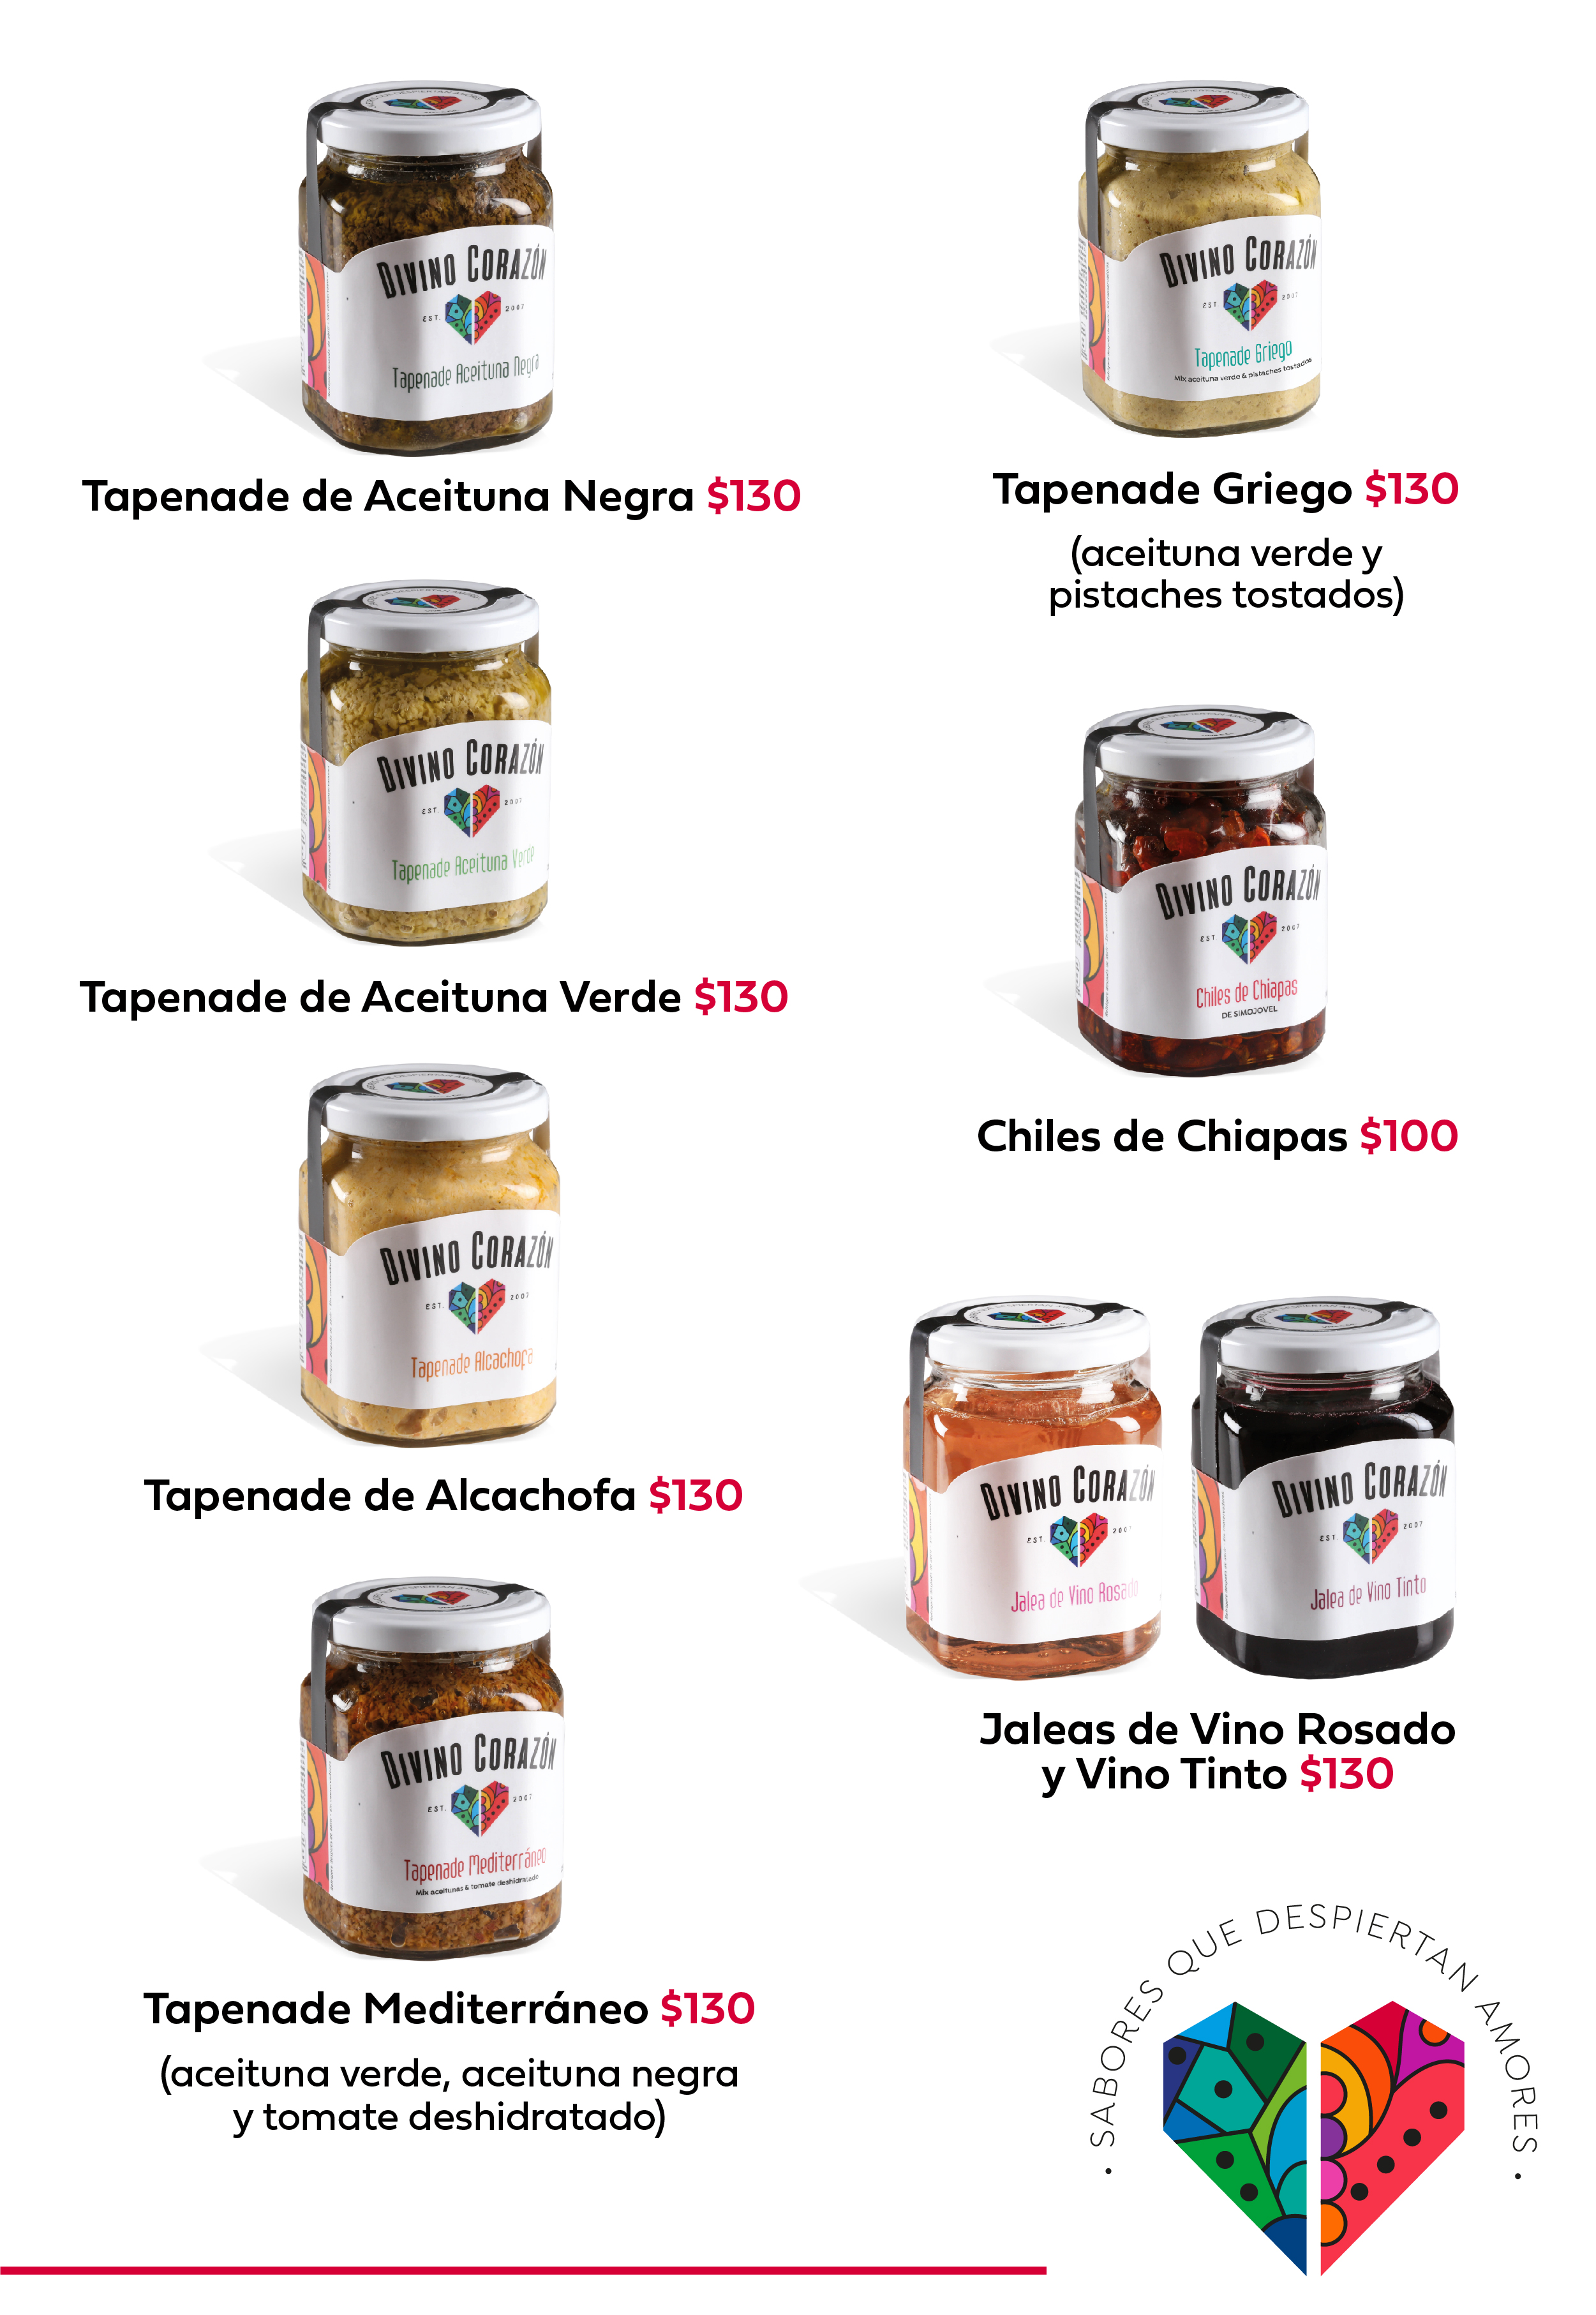 DIVINO CORAZÓN
EST. 2007
Tapenade Aceituna Negra
Tapenade de Aceituna Negra $130
DIVINO CORAZÓN
EST. 2007
Tapenade Aceituna Verde
Tapenade de Aceituna Verde $130
DIVINO CORAZÓN
EST. 2007
Tapenade Alcachofa
Tapenade de Alcachofa $130
DIVINO CORAZÓN
EST. 2007
Tapenade Mediterráneo
Mix aceitunas & tomate deshidratado
Tapenade Mediterráneo $130
(aceituna verde, aceituna negra
y tomate deshidratado)
DIVINO CORAZÓN
EST. 2007
Tapenade Griego
Mix aceituna verde & pistaches tostados
Tapenade Griego $130
(aceituna verde y
pistaches tostados)
DIVINO CORAZÓN
EST. 2007
Chiles de Chiapas
DE SIMOJOVEL
Chiles de Chiapas $100
DIVINO CORAZÓN
EST. 2007
Jalea de Vino Rosado
DIVINO CORAZÓN
EST. 2007
Jalea de Vino Tinto
Jaleas de Vino Rosado
y Vino Tinto $130
· SABORES QUE DESPIERTAN AMORES ·